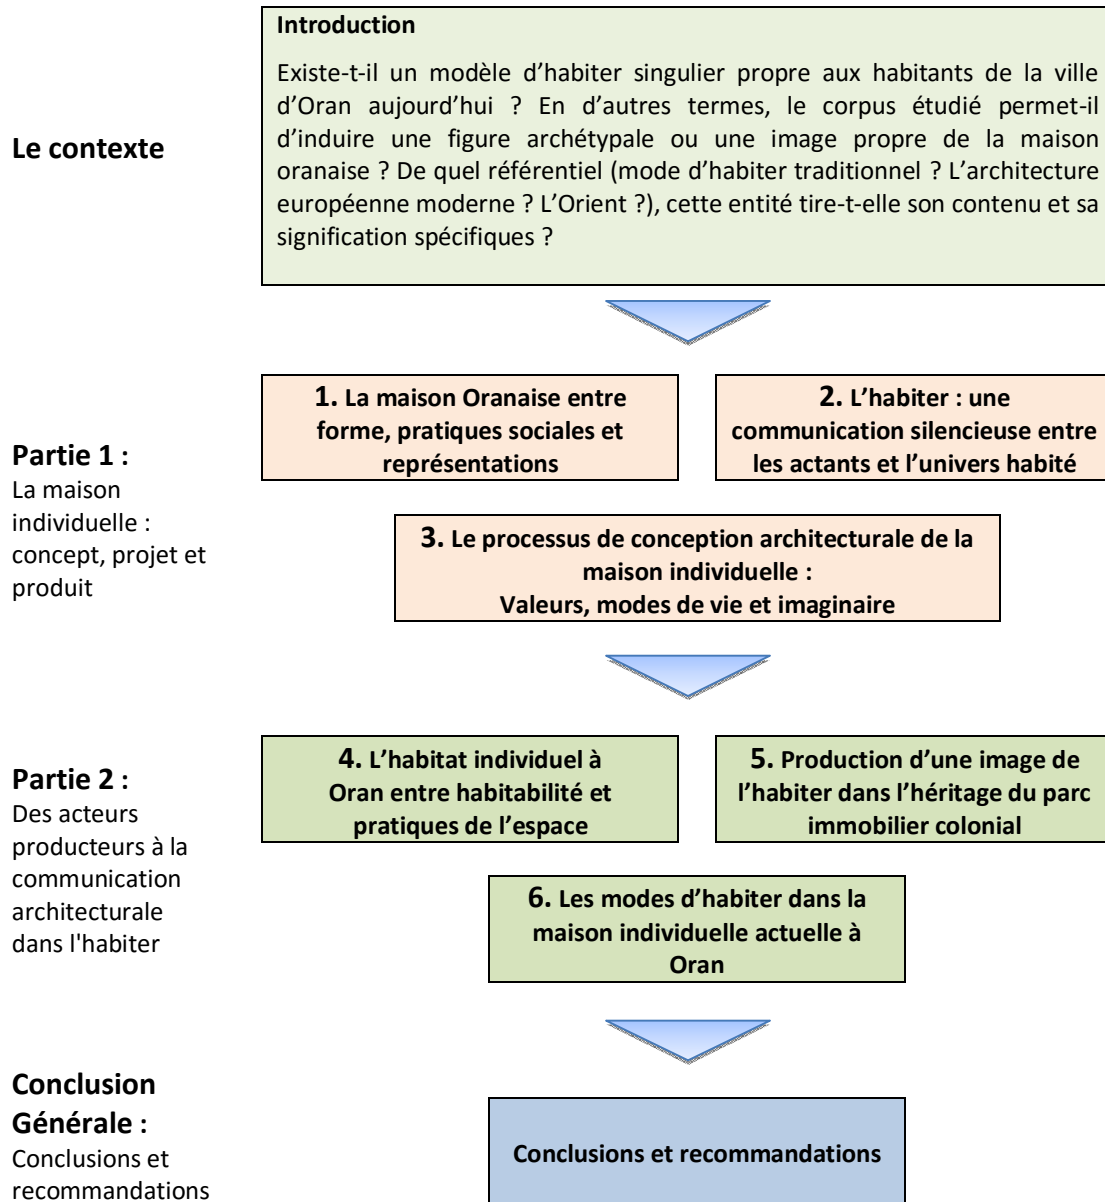 Introduction
Existe-t-il un modèle d’habiter singulier propre aux habitants de la ville
d’Oran aujourd’hui ? En d’autres termes, le corpus étudié permet-il
d’induire une figure archétypale ou une image propre de la maison
oranaise ? De quel référentiel (mode d’habiter traditionnel ? L’architecture
européenne moderne ? L’Orient ?), cette entité tire-t-elle son contenu et sa
signification spécifiques ?
Le contexte
1. La maison Oranaise entre
forme, pratiques sociales et
représentations
2. L’habiter : une
communication silencieuse entre
les actants et l’univers habité
Partie 1 :
La maison
individuelle :
concept, projet et
produit
3. Le processus de conception architecturale de la
maison individuelle :
Valeurs, modes de vie et imaginaire
4. L’habitat individuel à
Oran entre habitabilité et
pratiques de l’espace
5. Production d’une image de
l’habiter dans l’héritage du parc
immobilier colonial
Partie 2 :
Des acteurs
producteurs à la
communication
architecturale
dans l'habiter
6. Les modes d’habiter dans la
maison individuelle actuelle à
Oran
Conclusion
Générale :
Conclusions et
recommandations
Conclusions et recommandations